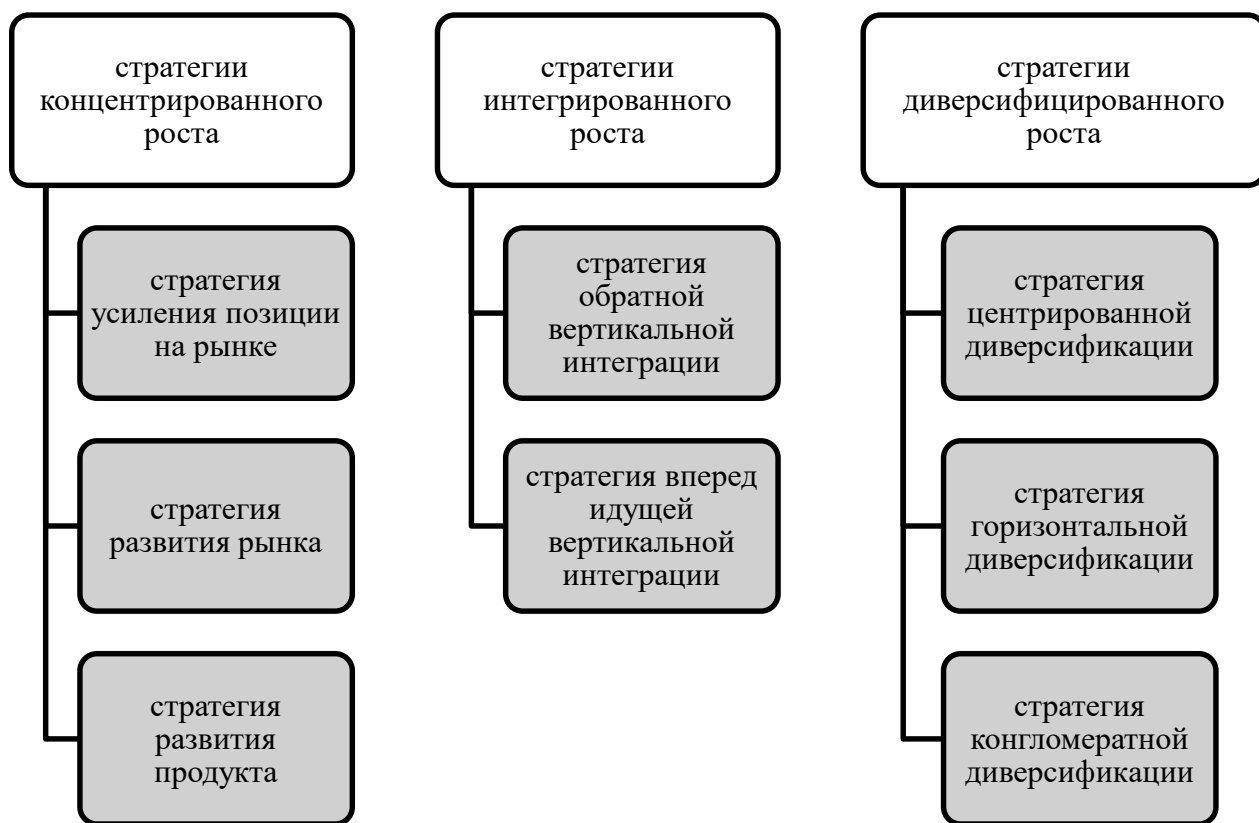 стратегии
концентрированного
роста
стратегия
усиления позиции
на рынке
стратегия
развития рынка
стратегия
развития
продукта
стратегии
интегрированного
роста
стратегия
обратной
вертикальной
интеграции
стратегия вперед
идущей
вертикальной
интеграции
стратегии
диверсифицированного
роста
стратегия
центрированной
диверсификации
стратегия
горизонтальной
диверсификации
стратегия
конгломератной
диверсификации